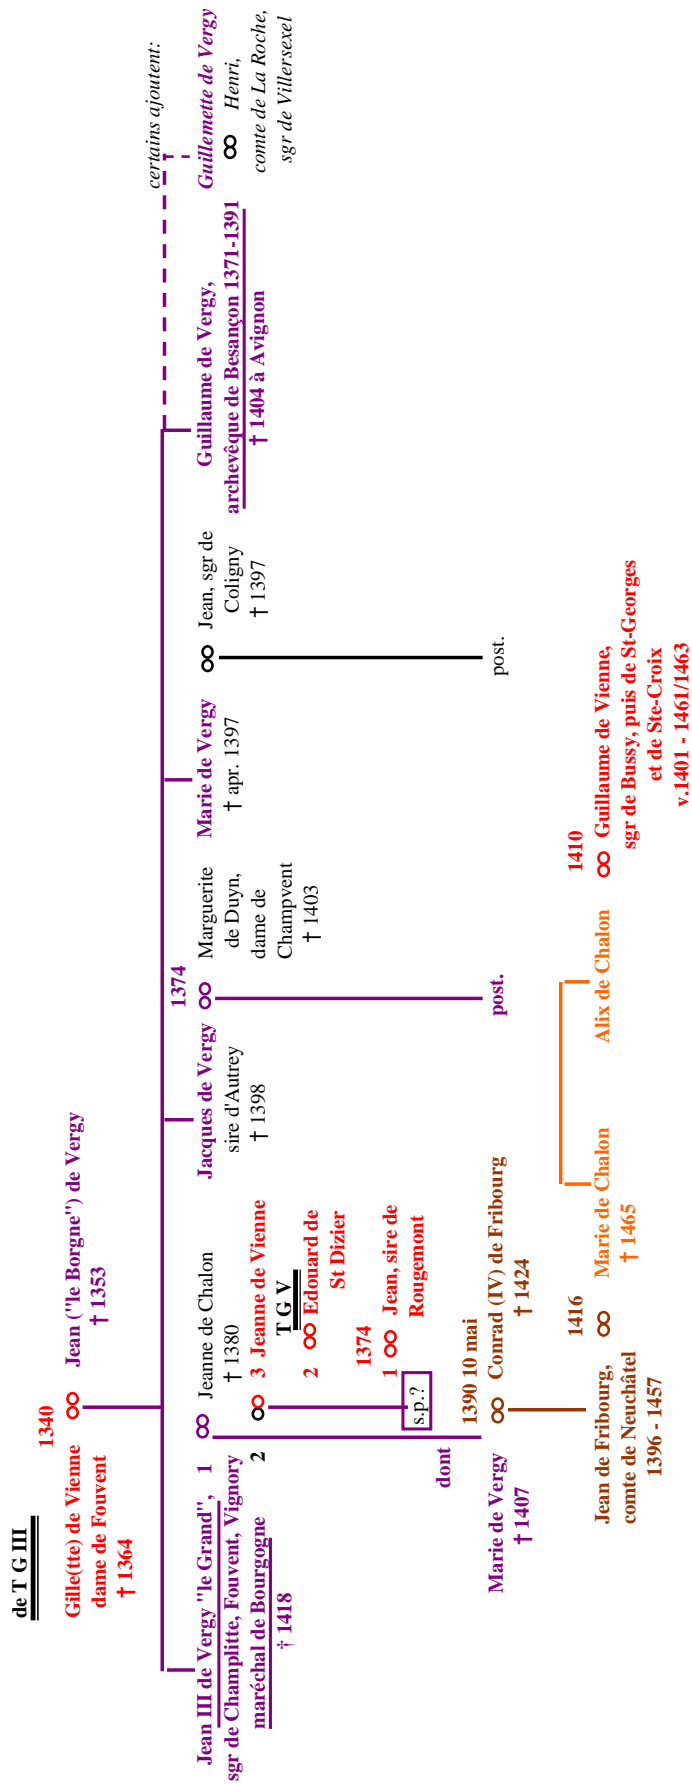 de T G III
1340
Gille(tte) de Vienne
dame de Fouvent
† 1364
Jean ("le Borgne") de Vergy
† 1353
certains ajoutent:
Jean III de Vergy "le Grand", 1
sgr de Champlitte, Fouvent, Vignory
maréchal de Bourgogne
† 1418
Jeanne de Chalon
† 1380
2
3 Jeanne de Vienne
T G V
2
Edouard de
St Dizier
1374
1
Jean, sire de
Rougemont
s.p.?
Jacques de Vergy
sire d'Autrey
† 1398
1374
Marguerite
de Duyn,
dame de
Champvent
† 1403
post.
Marie de Vergy
† apr. 1397
Jean, sgr de
Coligny
† 1397
post.
Guillaume de Vergy,
archevêque de Besançon 1371-1391
† 1404 à Avignon
Guillemette de Vergy
Henri,
comte de La Roche,
sgr de Villersexel
dont
Marie de Vergy
† 1407
1390 10 mai
Conrad (IV) de Fribourg
† 1424
Jean de Fribourg,
comte de Neuchâtel
1396 - 1457
1416
Marie de Chalon
† 1465
Alix de Chalon
1410
Guillaume de Vienne,
sgr de Bussy, puis de St-Georges
et de Ste-Croix
v.1401 - 1461/1463